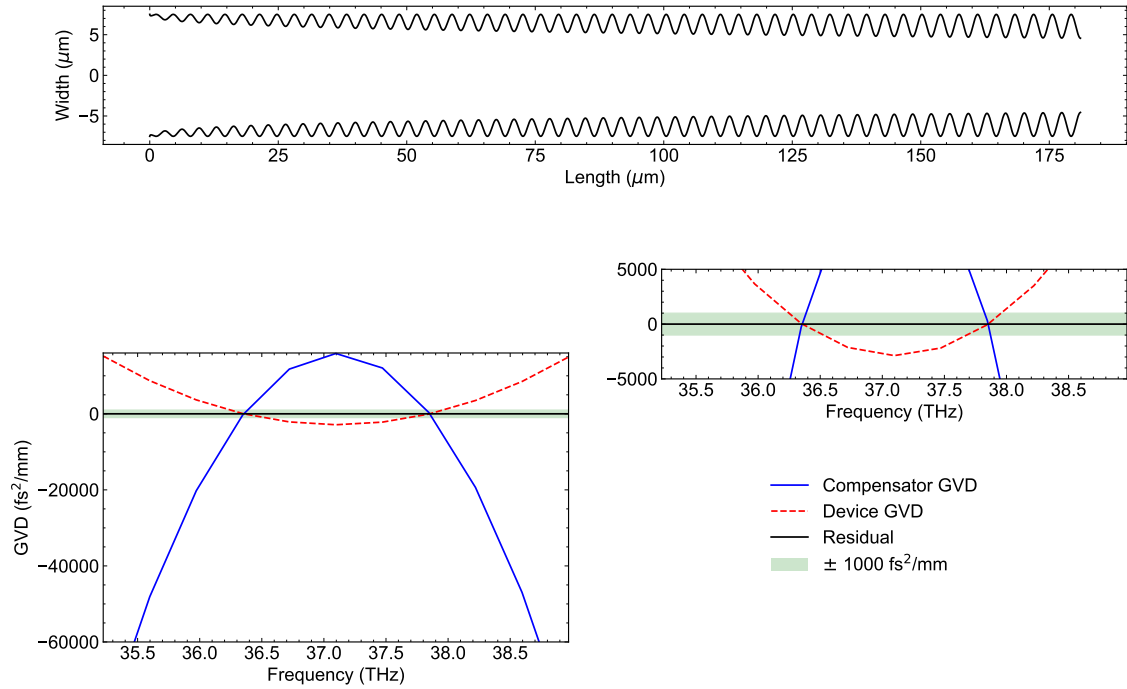 Width (μm)
5
0
−5
0 25 50 75 100 125 150 175
Length (μm)
GVD (fs²/mm)
0
−20000
−40000
−60000
35.5 36.0 36.5 37.0 37.5 38.0 38.5
Frequency (THz)
5000
0
−5000
35.5 36.0 36.5 37.0 37.5 38.0 38.5
Frequency (THz)
Compensator GVD
Device GVD
Residual
± 1000 fs²/mm